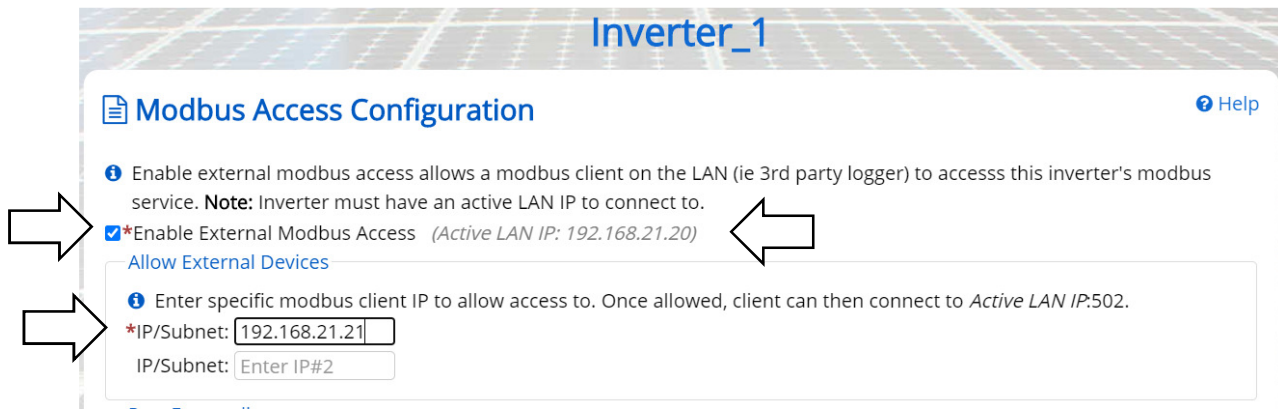 Inverter_1
Modbus Access Configuration
Help
Enable external modbus access allows a modbus client on the LAN (ie 3rd party logger) to accesss this inverter's modbus
service. Note: Inverter must have an active LAN IP to connect to.
*Enable External Modbus Access (Active LAN IP: 192.168.21.20)
Allow External Devices
Enter specific modbus client IP to allow access to. Once allowed, client can then connect to Active LAN IP:502.
*IP/Subnet: 192.168.21.21
IP/Subnet: Enter IP#2